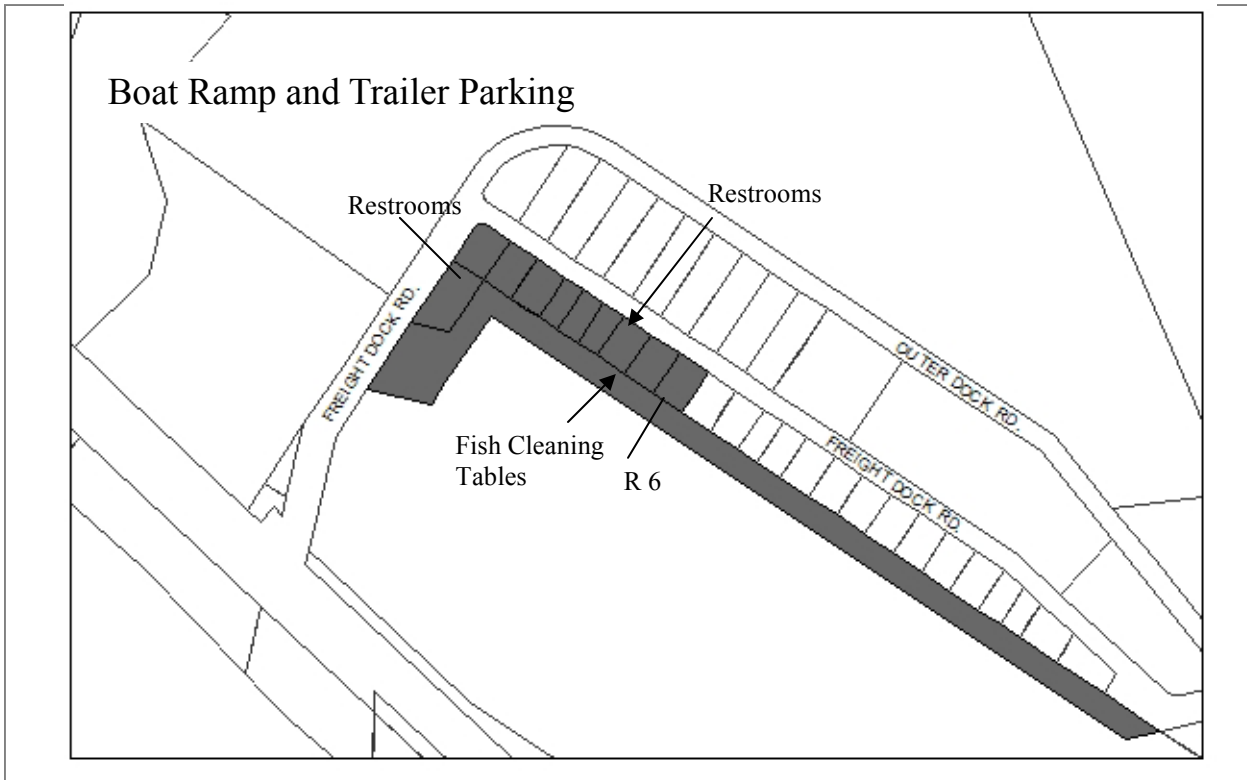 Boat Ramp and Trailer Parking
Restrooms
Restrooms
FREIGHT DOCK RD.
OUTER DOCK RD.
FREIGHT DOCK RD.
Fish Cleaning
Tables
R 6